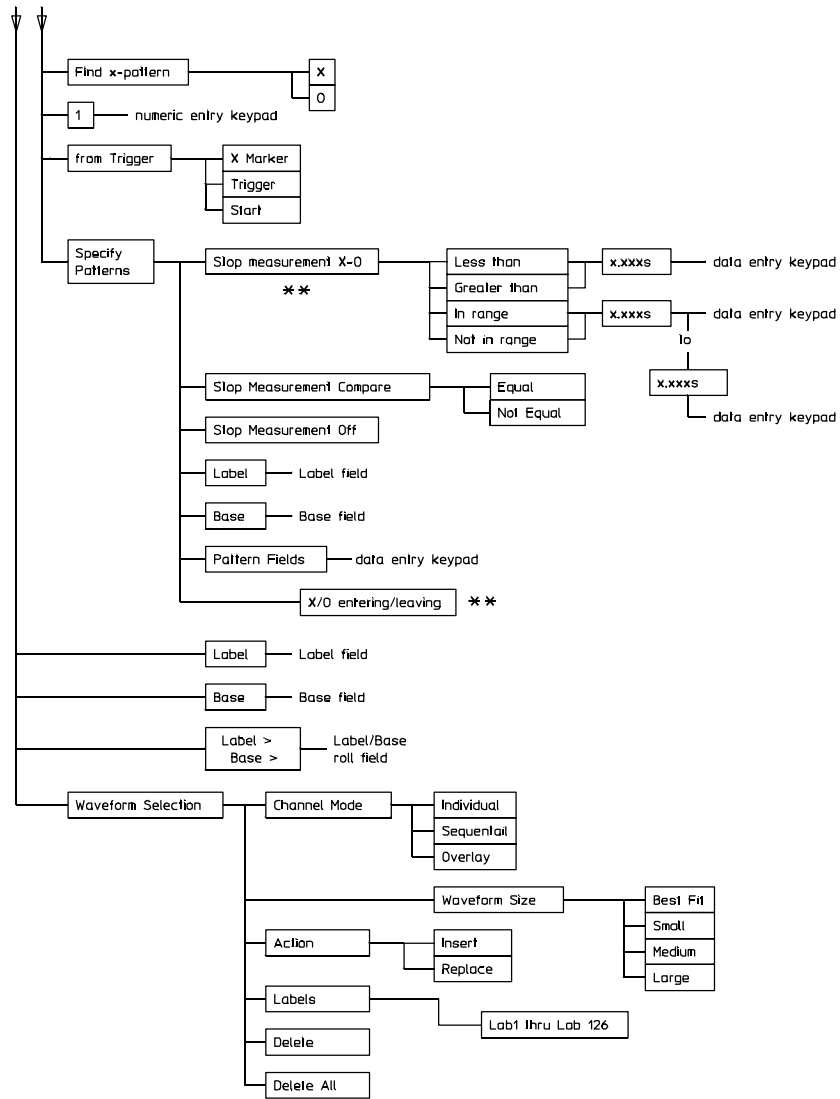 Find x-pattern
X
O
1
numeric entry keypad
from Trigger
X Marker
Trigger
Start
Specify
Patterns
Stop measurement X-O
**
Less than
Greater than
In range
Not in range
x.xxxs
data entry keypad
x.xxxs
data entry keypad
to
x.xxxs
data entry keypad
Stop Measurement Compare
Equal
Not Equal
Stop Measurement Off
Label
Label field
Base
Base field
Pattern Fields
data entry keypad
X/O entering/leaving
**
Label
Label field
Base
Base field
Label >
Base >
Label/Base
roll field
Waveform Selection
Channel Mode
Individual
Sequentail
Overlay
Waveform Size
Best Fit
Small
Medium
Large
Action
Insert
Replace
Labels
Lab1 thru Lab 126
Delete
Delete All